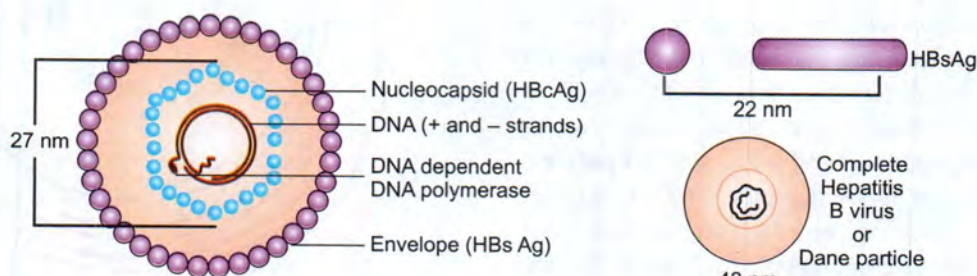 27 nm
Nucleocapsid (HBcAg)
DNA (+ and – strands)
DNA dependent
DNA polymerase
Envelope (HBs Ag)
HBsAg
22 nm
Complete
Hepatitis
B virus
or
Dane particle